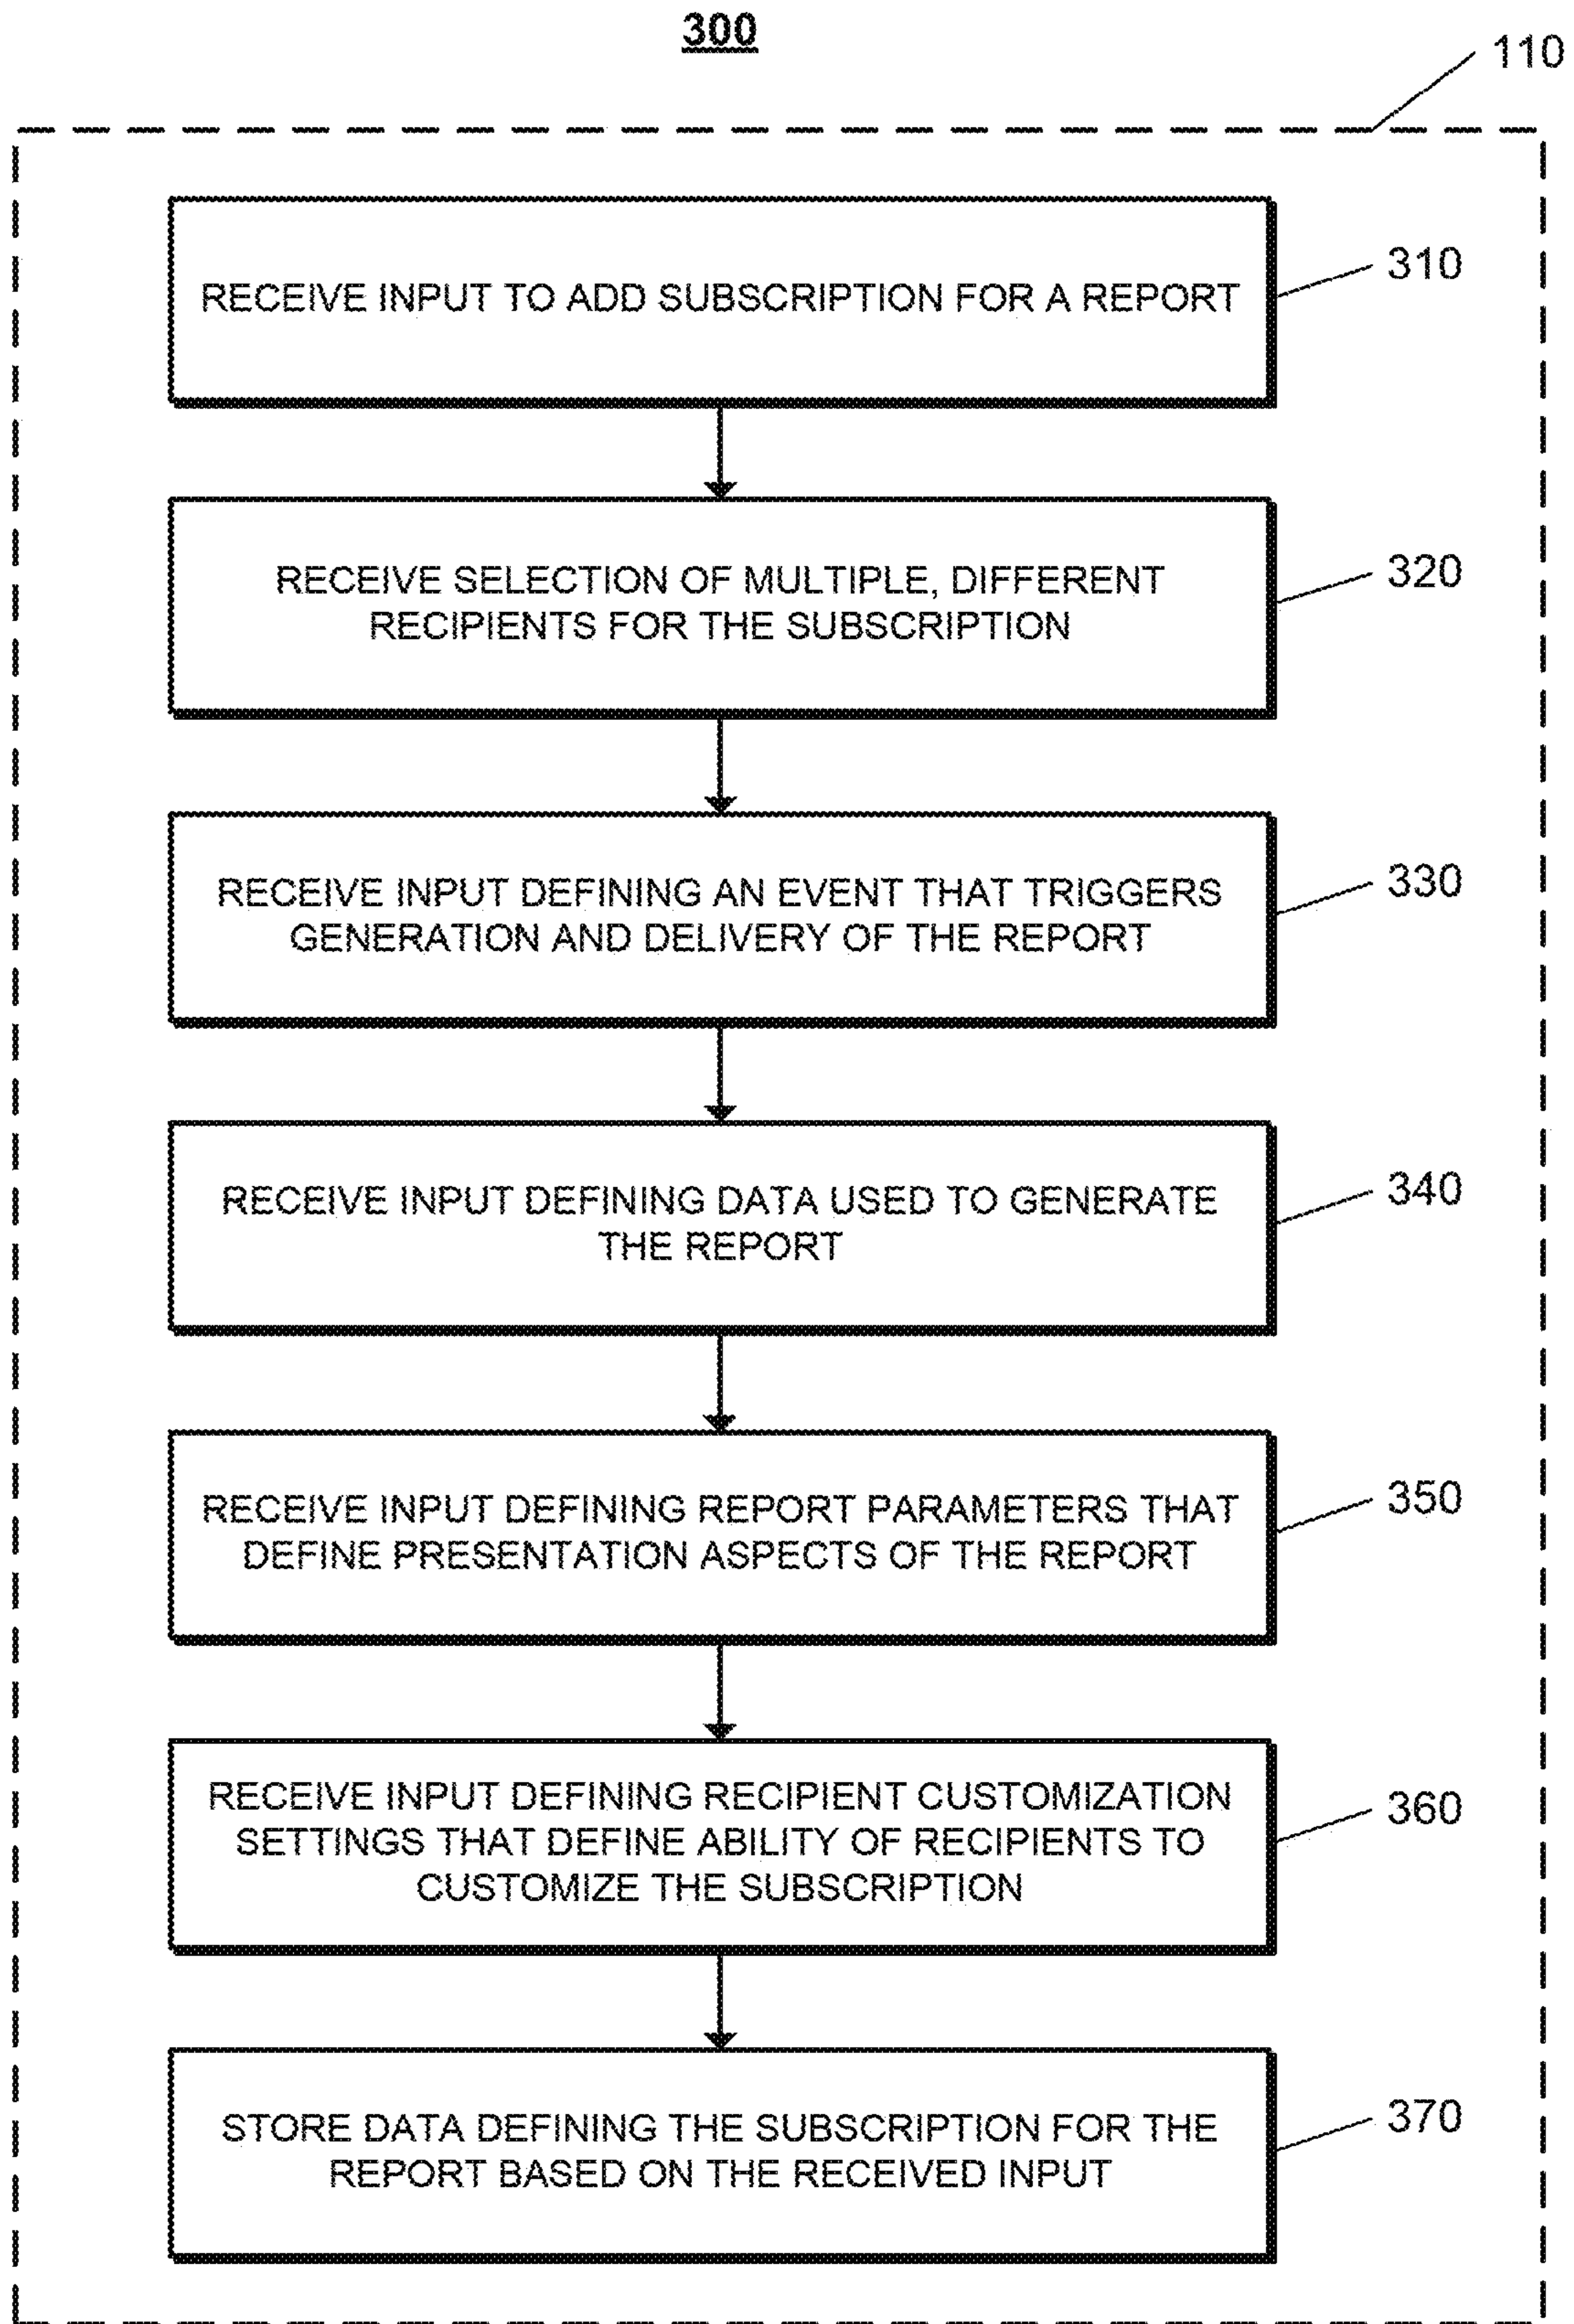 300
110
RECEIVE INPUT TO ADD SUBSCRIPTION FOR A REPORT
310
RECEIVE SELECTION OF MULTIPLE, DIFFERENT
RECIPIENTS FOR THE SUBSCRIPTION
320
RECEIVE INPUT DEFINING AN EVENT THAT TRIGGERS
GENERATION AND DELIVERY OF THE REPORT
330
RECEIVE INPUT DEFINING DATA USED TO GENERATE
THE REPORT
340
RECEIVE INPUT DEFINING REPORT PARAMETERS THAT
DEFINE PRESENTATION ASPECTS OF THE REPORT
350
RECEIVE INPUT DEFINING RECIPIENT CUSTOMIZATION
SETTINGS THAT DEFINE ABILITY OF RECIPIENTS TO
CUSTOMIZE THE SUBSCRIPTION
360
STORE DATA DEFINING THE SUBSCRIPTION FOR THE
REPORT BASED ON THE RECEIVED INPUT
370